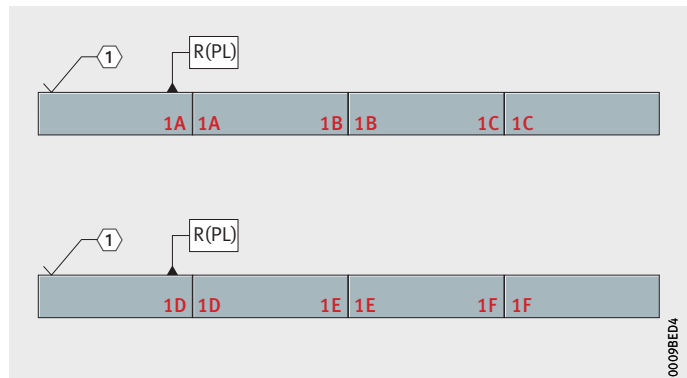 1 R(PL)
1A 1A 1B 1B 1C 1C
1 R(PL)
1D 1D 1E 1E 1F 1F
0009BED4